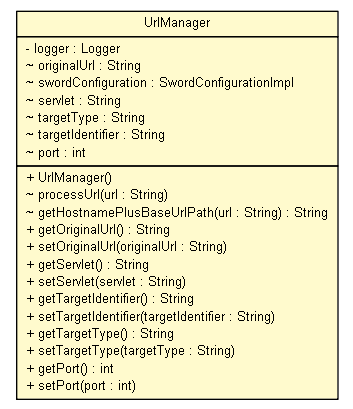 UrlManager
- logger : Logger
~ originalUrl : String
~ swordConfiguration : SwordConfigurationImpl
~ servlet : String
~ targetType : String
~ targetIdentifier : String
~ port : int
+ UrlManager()
~ processUrl(url : String)
~ getHostnamePlusBaseUrlPath(url : String) : String
+ getOriginalUrl() : String
+ setOriginalUrl(originalUrl : String)
+ getServlet() : String
+ setServlet(servlet : String)
+ getTargetIdentifier() : String
+ setTargetIdentifier(targetIdentifier : String)
+ getTargetType() : String
+ setTargetType(targetType : String)
+ getPort() : int
+ setPort(port : int)